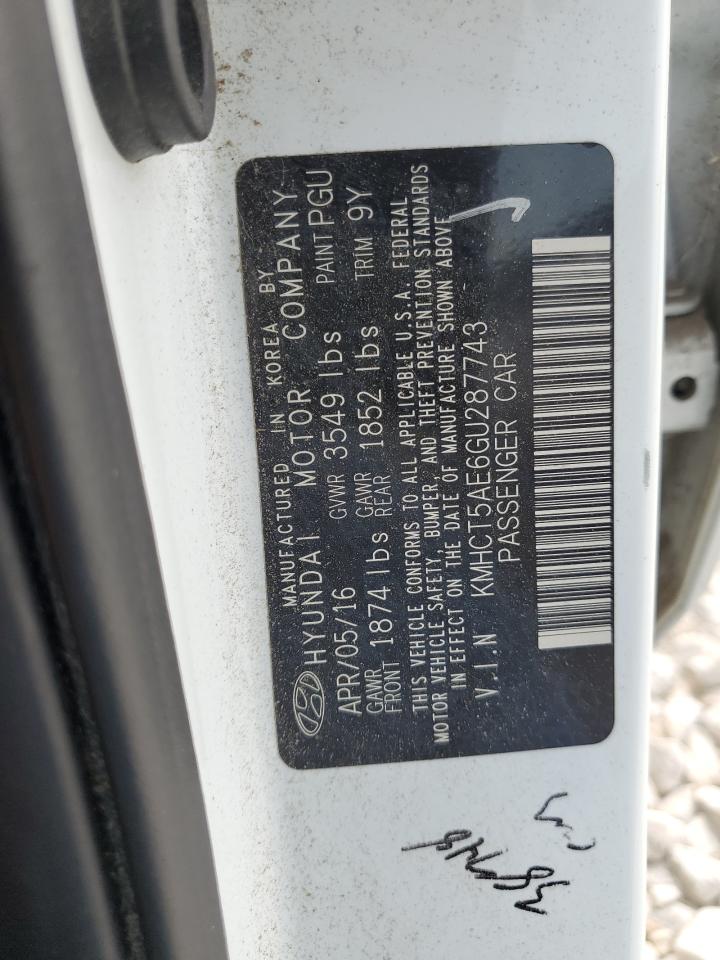 MANUFACTURED IN KOREA BY
HYUNDAI MOTOR COMPANY
APR/05/16 GVWR 3549 lbs PAINT PGU
GAWR FRONT 1874 lbs GAWR REAR 1852 lbs TRIM 9Y
THIS VEHICLE CONFORMS TO ALL APPLICABLE U.S.A. FEDERAL
MOTOR VEHICLE SAFETY, BUMPER, AND THEFT PREVENTION STANDARDS
IN EFFECT ON THE DATE OF MANUFACTURE SHOWN ABOVE
V.I.N KMHCT5AE6GU287743
PASSENGER CAR